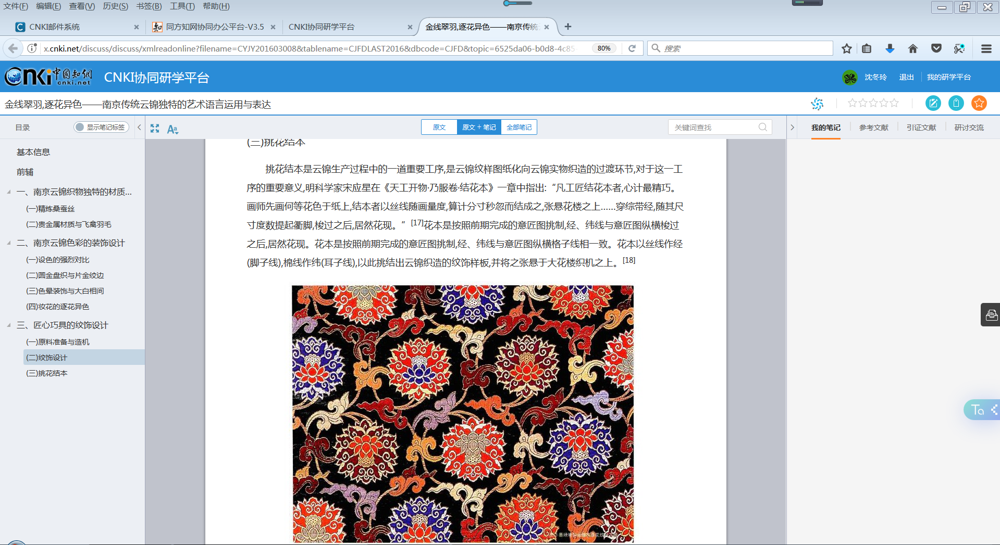 文件(F) 编辑(E) 查看(V) 历史(S) 书签(B) 工具(T) 帮助(H)
CNKI邮件系统
同方知网协同办公平台-V3.5
CNKI协同研学平台
金线翠羽,逐花异色——南京传统
x.cnki.net/discuss/discuss/xmlreadonline?filename=CYJY201603008&tablename=CJFDLAST2016&dbcode=CJFD&topic=6525da06-b0d8-4c85-
80%
搜索
cnki 中国知网
cnki.net
CNKI协同研学平台
沈冬玲 退出 我的研学平台
金线翠羽,逐花异色——南京传统云锦独特的艺术语言运用与表达
目录
显示笔记标签
原文
原文 + 笔记
全部笔记
关键词查找
我的笔记
参考文献
引证文献
研讨交流
基本信息
前辅
一、南京云锦织物独特的材质...
(一)精炼桑蚕丝
(二)贵金属材质与飞禽羽毛
二、南京云锦色彩的装饰设计
(一)设色的强烈对比
(二)圆金盘织与片金绞边
(三)色晕装饰与大白相间
(四)妆花的逐花异色
三、匠心巧具的纹饰设计
(一)原料准备与造机
(二)纹饰设计
(三)挑花结本
(三)挑花结本
挑花结本是云锦生产过程中的一道重要工序,是云锦纹样图纸化向云锦实物织造的过渡环节,对于这一工
序的重要意义,明科学家宋应星在《天工开物·乃服卷·结花本》一章中指出: “凡工匠结花本者,心计最精巧。
画师先画何等花色于纸上,结本者以丝线随画量度,算计分寸秒忽而结成之,张悬花楼之上……穿综带经,随其尺
寸度数提起衢脚,梭过之后,居然花现。” [17]花本是按照前期完成的意匠图挑制,经、纬线与意匠图纵横梭过
之后,居然花现。花本是按照前期完成的意匠图挑制,经、纬线与意匠图纵横格子线相一致。花本以丝线作经
(脚子线),棉线作纬(耳子线),以此挑结出云锦织造的纹饰样板,并将之张悬于大花楼织机之上。[18]